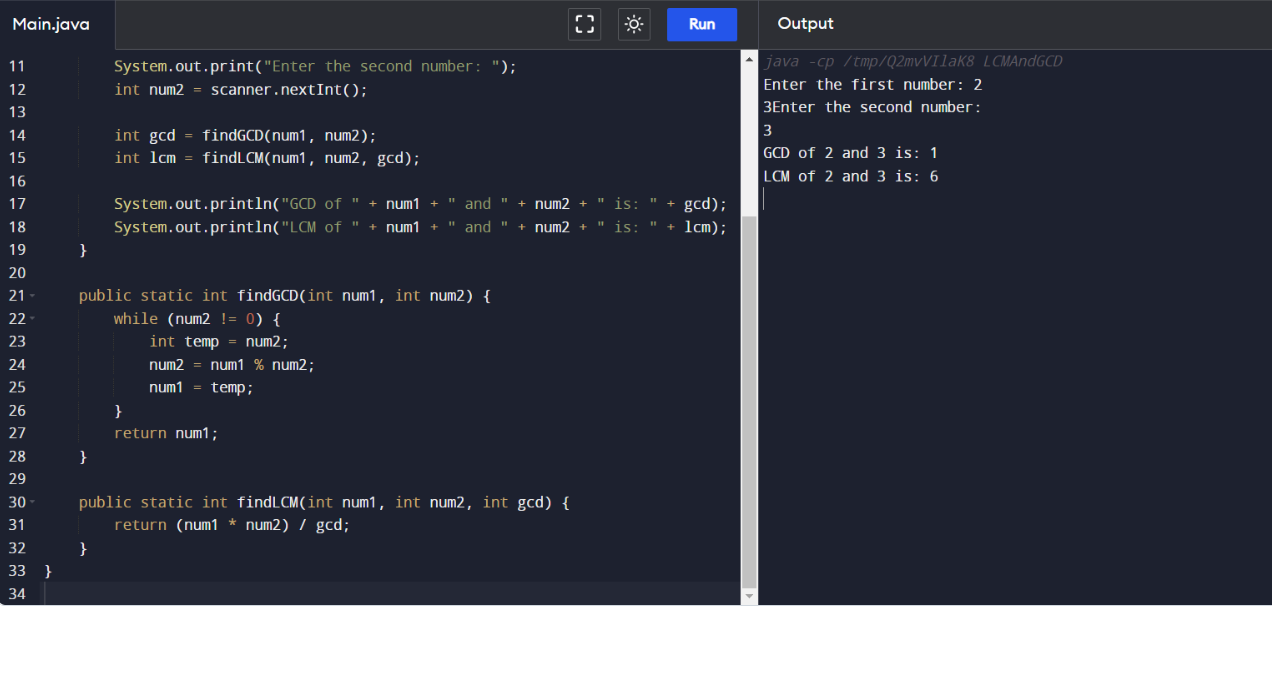 Main.java
Run
Output
11 System.out.print("Enter the second number: ");
12 int num2 = scanner.nextInt();
13
14 int gcd = findGCD(num1, num2);
15 int lcm = findLCM(num1, num2, gcd);
16
17 System.out.println("GCD of " + num1 + " and " + num2 + " is: " + gcd);
18 System.out.println("LCM of " + num1 + " and " + num2 + " is: " + lcm);
19 }
20
21 public static int findGCD(int num1, int num2) {
22 while (num2 != 0) {
23 int temp = num2;
24 num2 = num1 % num2;
25 num1 = temp;
26 }
27 return num1;
28 }
29
30 public static int findLCM(int num1, int num2, int gcd) {
31 return (num1 * num2) / gcd;
32 }
33 }
34
java -cp /tmp/Q2mvVIlaK8 LCMAndGCD
Enter the first number: 2
3Enter the second number:
3
GCD of 2 and 3 is: 1
LCM of 2 and 3 is: 6